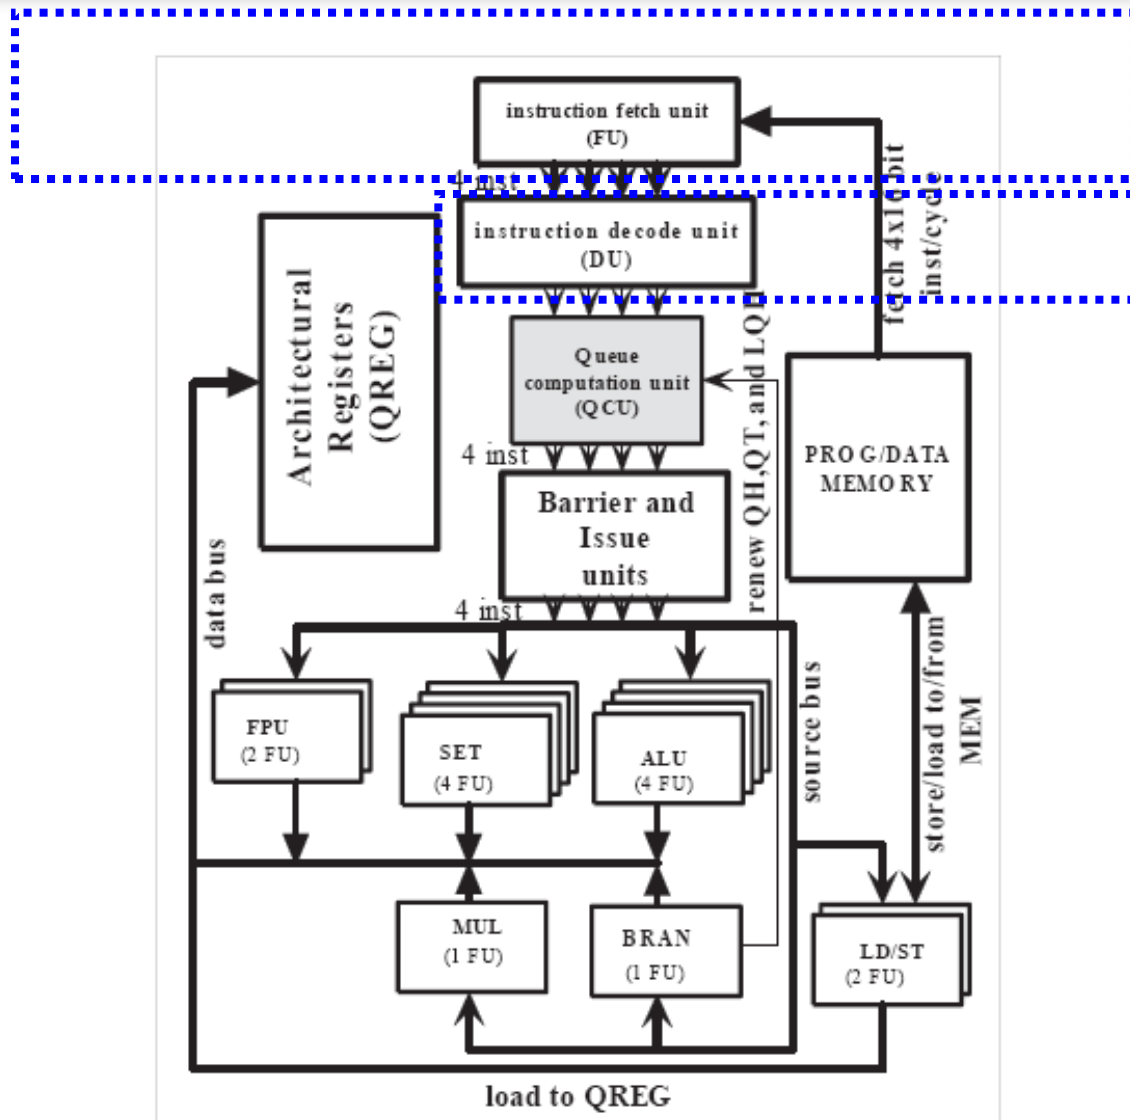 instruction fetch unit
(FU)
4 inst
instruction decode unit
(DU)
fetch 4x16 bit
inst/cycle
Architectural
Registers
(QREG)
Queue
computation unit
(QCU)
renew QH,QT, and LQH
PROG/DATA
MEMORY
4 inst
Barrier and
Issue
units
4 inst
data bus
source bus
store/load to/from
MEM
FPU
(2 FU)
SET
(4 FU)
ALU
(4 FU)
MUL
(1 FU)
BRAN
(1 FU)
LD/ST
(2 FU)
load to QREG